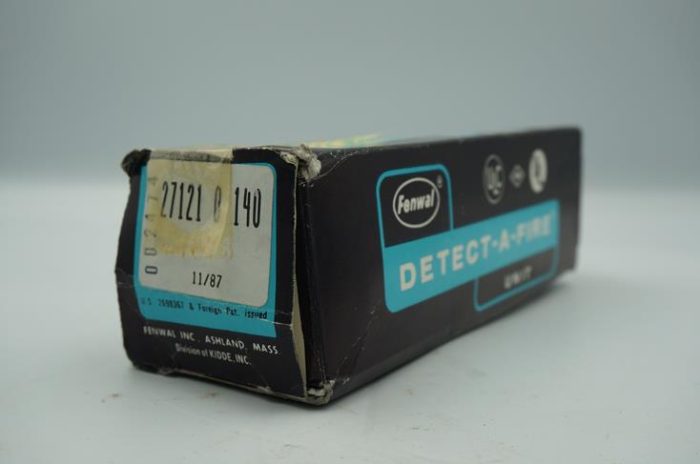 27121 0 140
11/87
U.S. 2598367 & Foreign Pat. issued
FENWAL INC., ASHLAND, MASS.
Division of KIDDE, INC.
Fenwal ®
DETECT-A-FIRE
UNIT